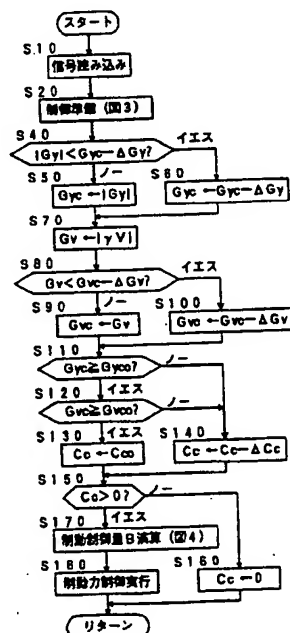 スタート
S.10
信号読み込み
S20
制御準備 (図3)
S40
|Gy|<Gyc−ΔGy?
イエス
S50
ノー
S60
Gyc←|Gy|
Gyc←Gyc−ΔGy
S70
Gv←|γV|
S80
Gv<Gvc−ΔGv?
イエス
S90
ノー
S100
Gvc←Gv
Gvc←Gvc−ΔGv
S110
Gyc≧Gyco?
ノー
S120
イエス
Gvc≧Gvco?
ノー
S130
イエス
S140
Cc←Cco
Cc←Cc−ΔCc
S150
Cc>0?
ノー
S170
イエス
制動制御量B演算 (図4)
S160
S180
制動力制御実行
Cc←0
リターン